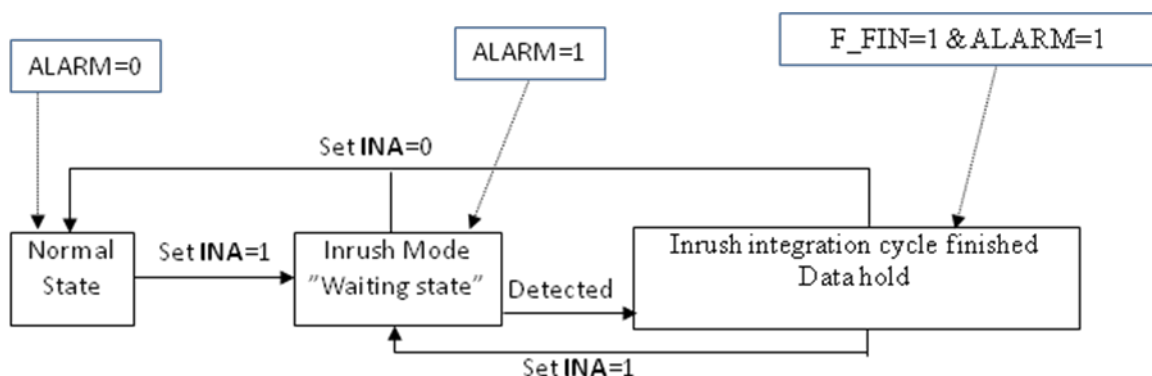 ALARM=0
ALARM=1
F_FIN=1 & ALARM=1
Set INA=0
Normal
State
Set INA=1
Inrush Mode
"Waiting state"
Detected
Inrush integration cycle finished
Data hold
Set INA=1